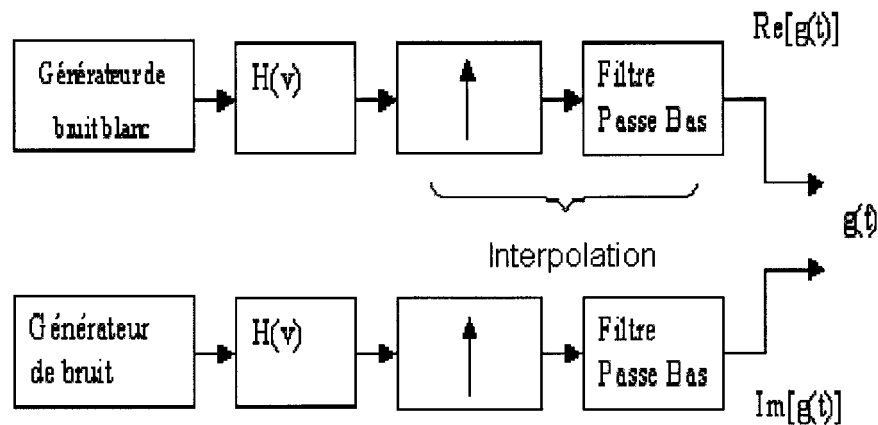 Re[g(t)]
Générateur de
bruit blanc
H(v)
Filtre
Passe Bas
g(t)
Interpolation
Générateur
de bruit
H(v)
Filtre
Passe Bas
Im[g(t)]